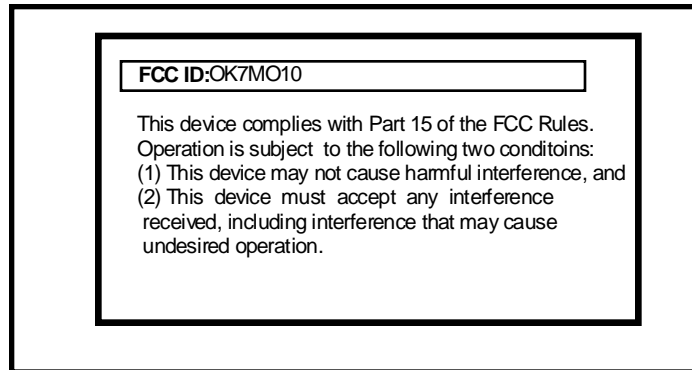 FCC ID:OK7MO10
This device complies with Part 15 of the FCC Rules.
Operation is subject to the following two conditoins:
(1) This device may not cause harmful interference, and
(2) This device must accept any interference
received, including interference that may cause
undesired operation.